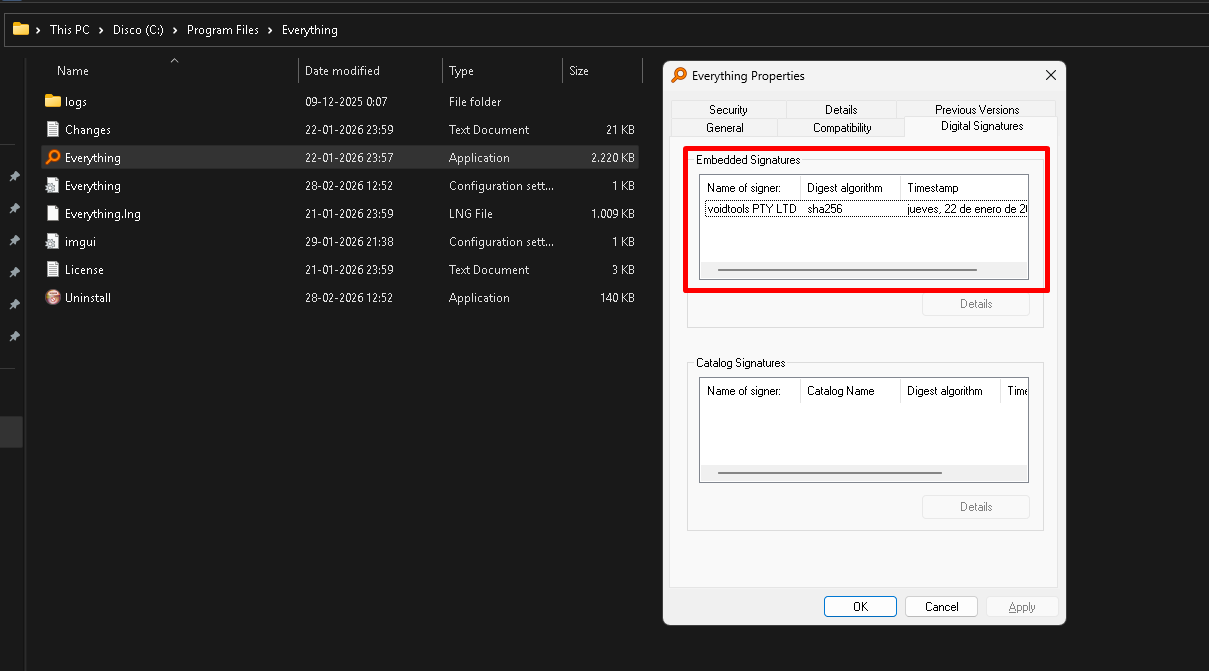 This PC > Disco (C:) > Program Files > Everything
Name Date modified Type Size
logs 09-12-2025 0:07 File folder
Changes 22-01-2026 23:59 Text Document 21 KB
Everything 22-01-2026 23:57 Application 2.220 KB
Everything 28-02-2026 12:52 Configuration sett... 1 KB
Everything.lng 21-01-2026 23:59 LNG File 1.009 KB
imgui 29-01-2026 21:38 Configuration sett... 1 KB
License 21-01-2026 23:59 Text Document 3 KB
Uninstall 28-02-2026 12:52 Application 140 KB
Everything Properties
Security Details Previous Versions
General Compatibility Digital Signatures
Embedded Signatures
Name of signer: Digest algorithm Timestamp
voidtools PTY LTD sha256 jueves, 22 de enero de 20
Details
Catalog Signatures
Name of signer: Catalog Name Digest algorithm Time
Details
OK Cancel Apply